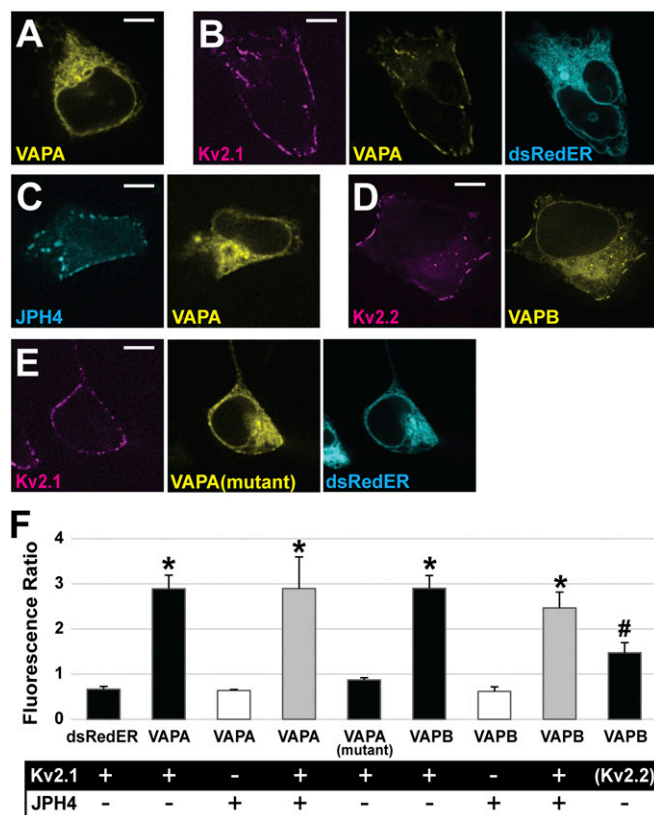 A
B
VAPA
Kv2.1
VAPA
dsRedER
C
D
JPH4
VAPA
Kv2.2
VAPB
E
Kv2.1
VAPA(mutant)
dsRedER
F
Fluorescence Ratio
4
3
2
1
0
* * * * #
dsRedER VAPA VAPA VAPA VAPA (mutant) VAPB VAPB VAPB VAPB
Kv2.1 + + - + + + - + (Kv2.2)
JPH4 - - + + - - + + -